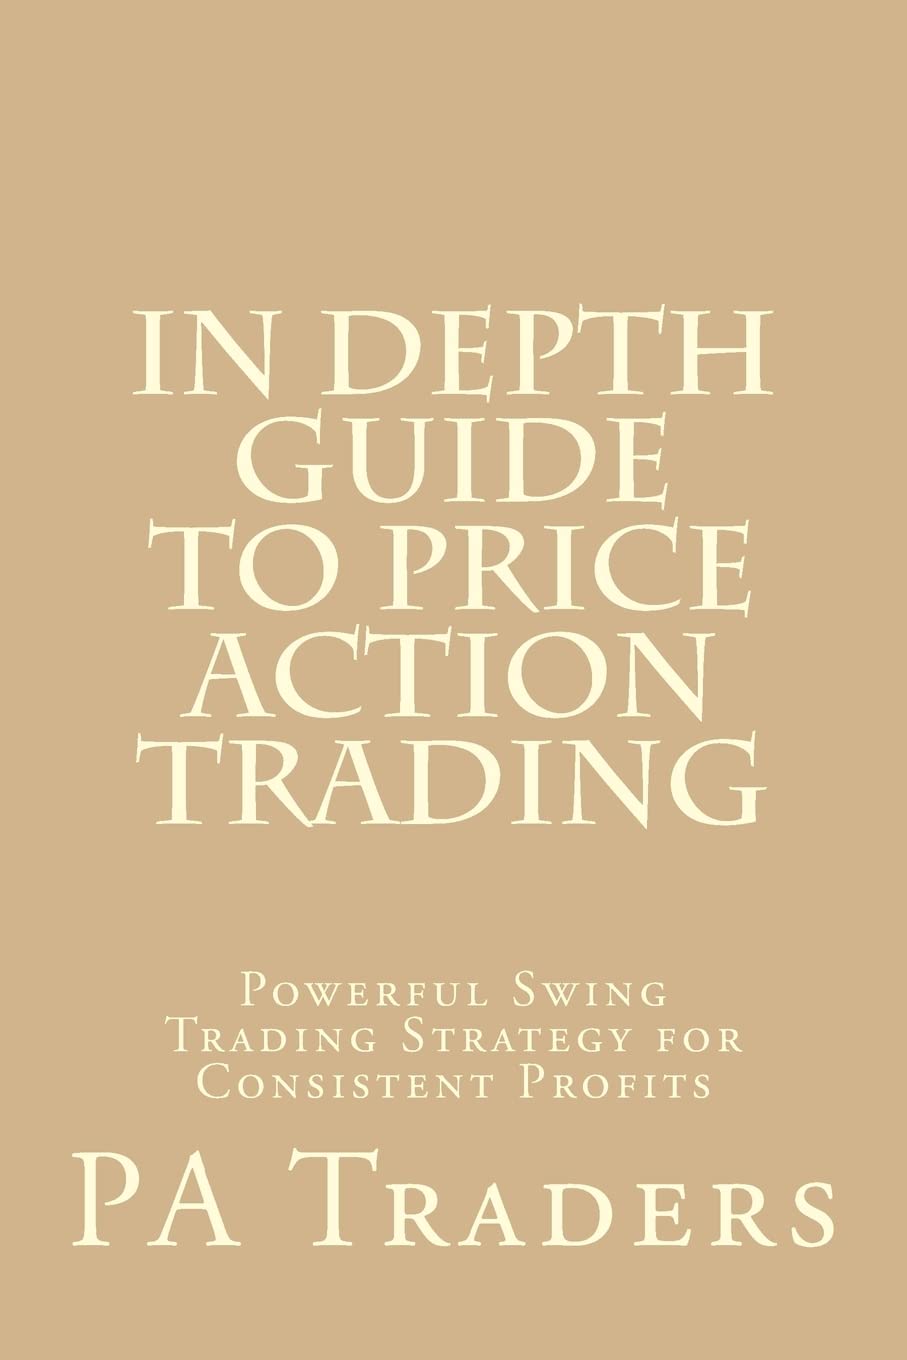 IN DEPTH
GUIDE
TO PRICE
ACTION
TRADING
Powerful Swing
Trading Strategy for
Consistent Profits
PA Traders